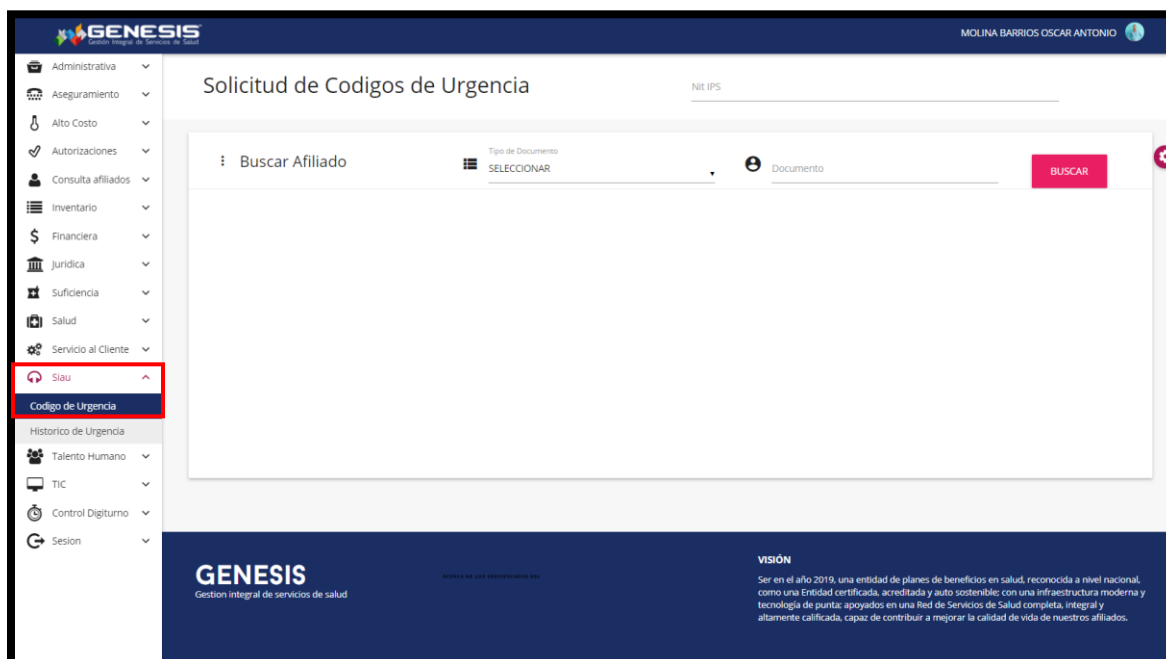 GENESIS
Gestión Integral de Servicios de Salud
MOLINA BARRIOS OSCAR ANTONIO
Administrativa
Aseguramiento
Alto Costo
Autorizaciones
Consulta afiliados
Inventario
Financiera
Juridica
Suficiencia
Salud
Servicio al Cliente
Siau
Codigo de Urgencia
Historico de Urgencia
Talento Humano
TIC
Control Digiturno
Sesion
Solicitud de Codigos de Urgencia
Nit IPS
Buscar Afiliado
Tipo de Documento
SELECCIONAR
Documento
BUSCAR
GENESIS
Gestion integral de servicios de salud
VISIÓN
Ser en el año 2019, una entidad de planes de beneficios en salud, reconocida a nivel nacional,
como una Entidad certificada, acreditada y auto sostenible; con una infraestructura moderna y
tecnología de punta; apoyados en una Red de Servicios de Salud completa, integral y
altamente calificada, capaz de contribuir a mejorar la calidad de vida de nuestros afiliados.